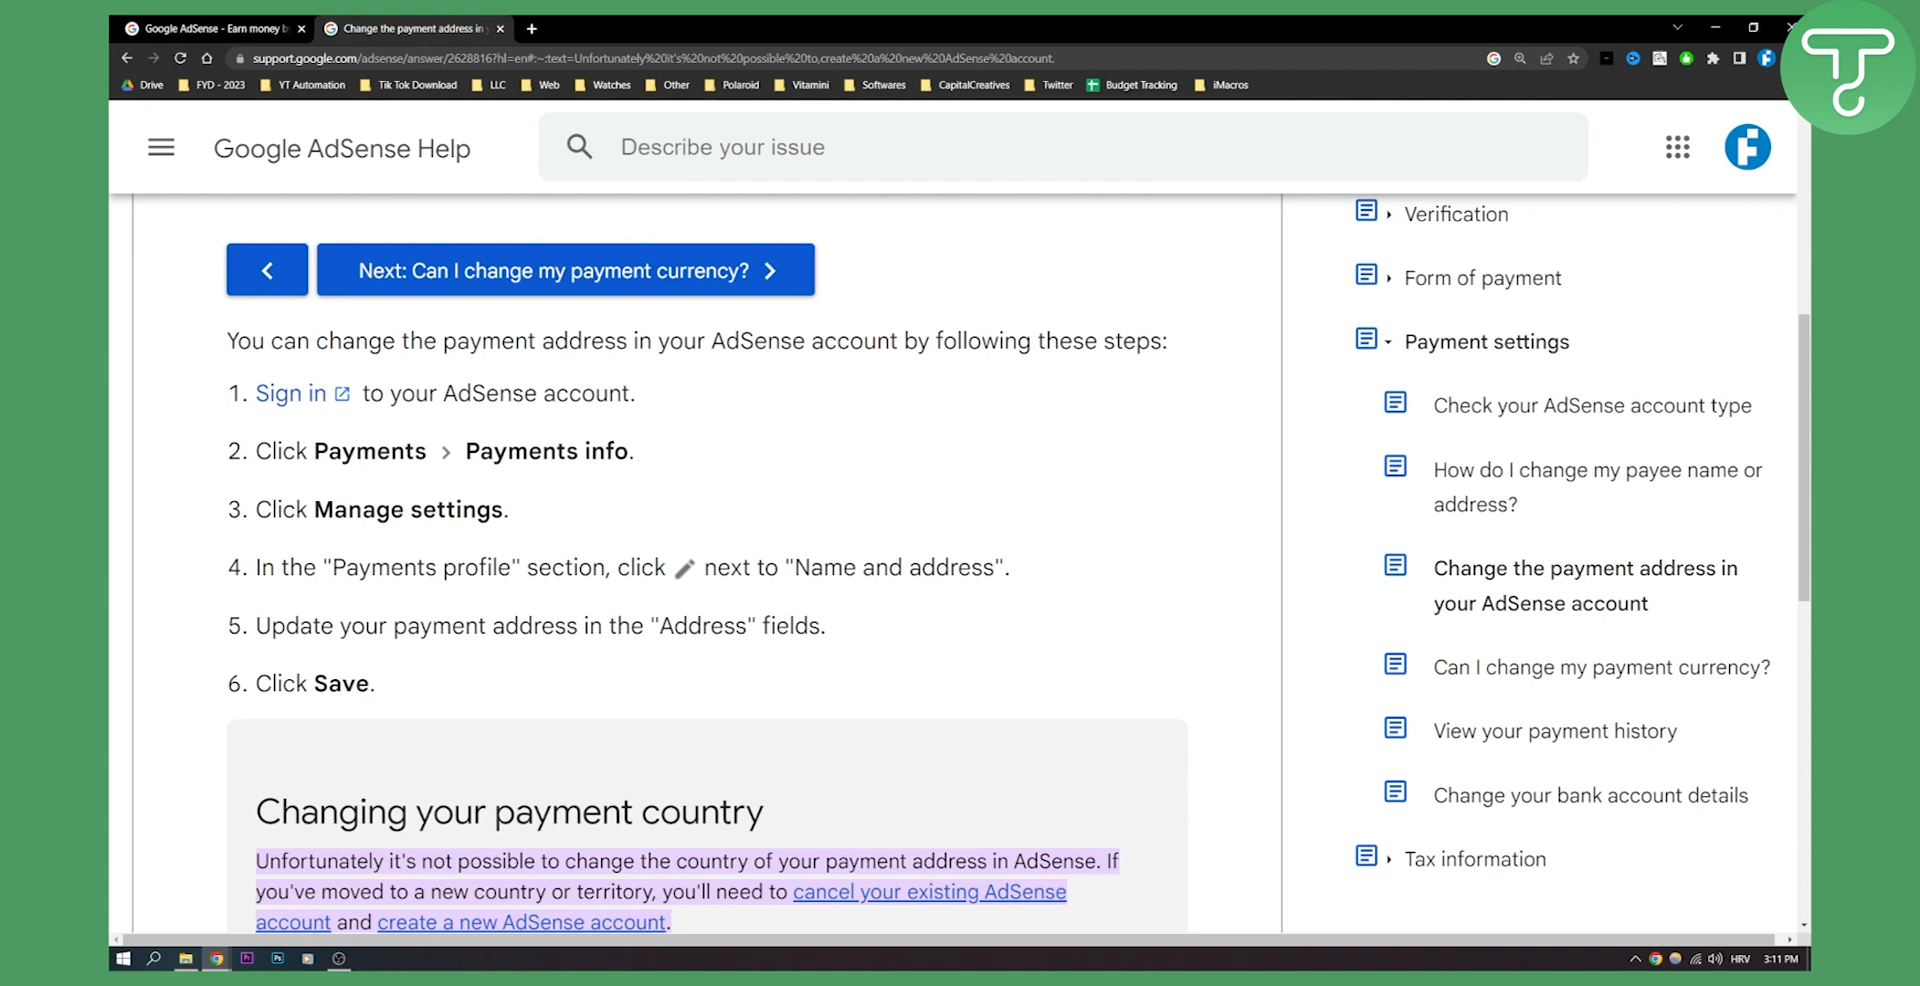 Google AdSense - Earn money b
Change the payment address in
support.google.com/adsense/answer/2628816?hl=en#:~:text=Unfortunately%20it's%20not%20possible%20to,create%20a%20new%20AdSense%20account.
Drive FYD - 2023 YT Automation Tik Tok Download LLC Web Watches Other Polaroid Vitamini Softwares CapitalCreatives Twitter Budget Tracking iMacros
Google AdSense Help
Describe your issue
Next: Can I change my payment currency?
You can change the payment address in your AdSense account by following these steps:
1. Sign in to your AdSense account.
2. Click Payments > Payments info.
3. Click Manage settings.
4. In the "Payments profile" section, click next to "Name and address".
5. Update your payment address in the "Address" fields.
6. Click Save.
Changing your payment country
Unfortunately it's not possible to change the country of your payment address in AdSense. If
you've moved to a new country or territory, you'll need to cancel your existing AdSense
account and create a new AdSense account.
Verification
Form of payment
Payment settings
Check your AdSense account type
How do I change my payee name or
address?
Change the payment address in
your AdSense account
Can I change my payment currency?
View your payment history
Change your bank account details
Tax information
Pr
Ps
HRV 3:11 PM